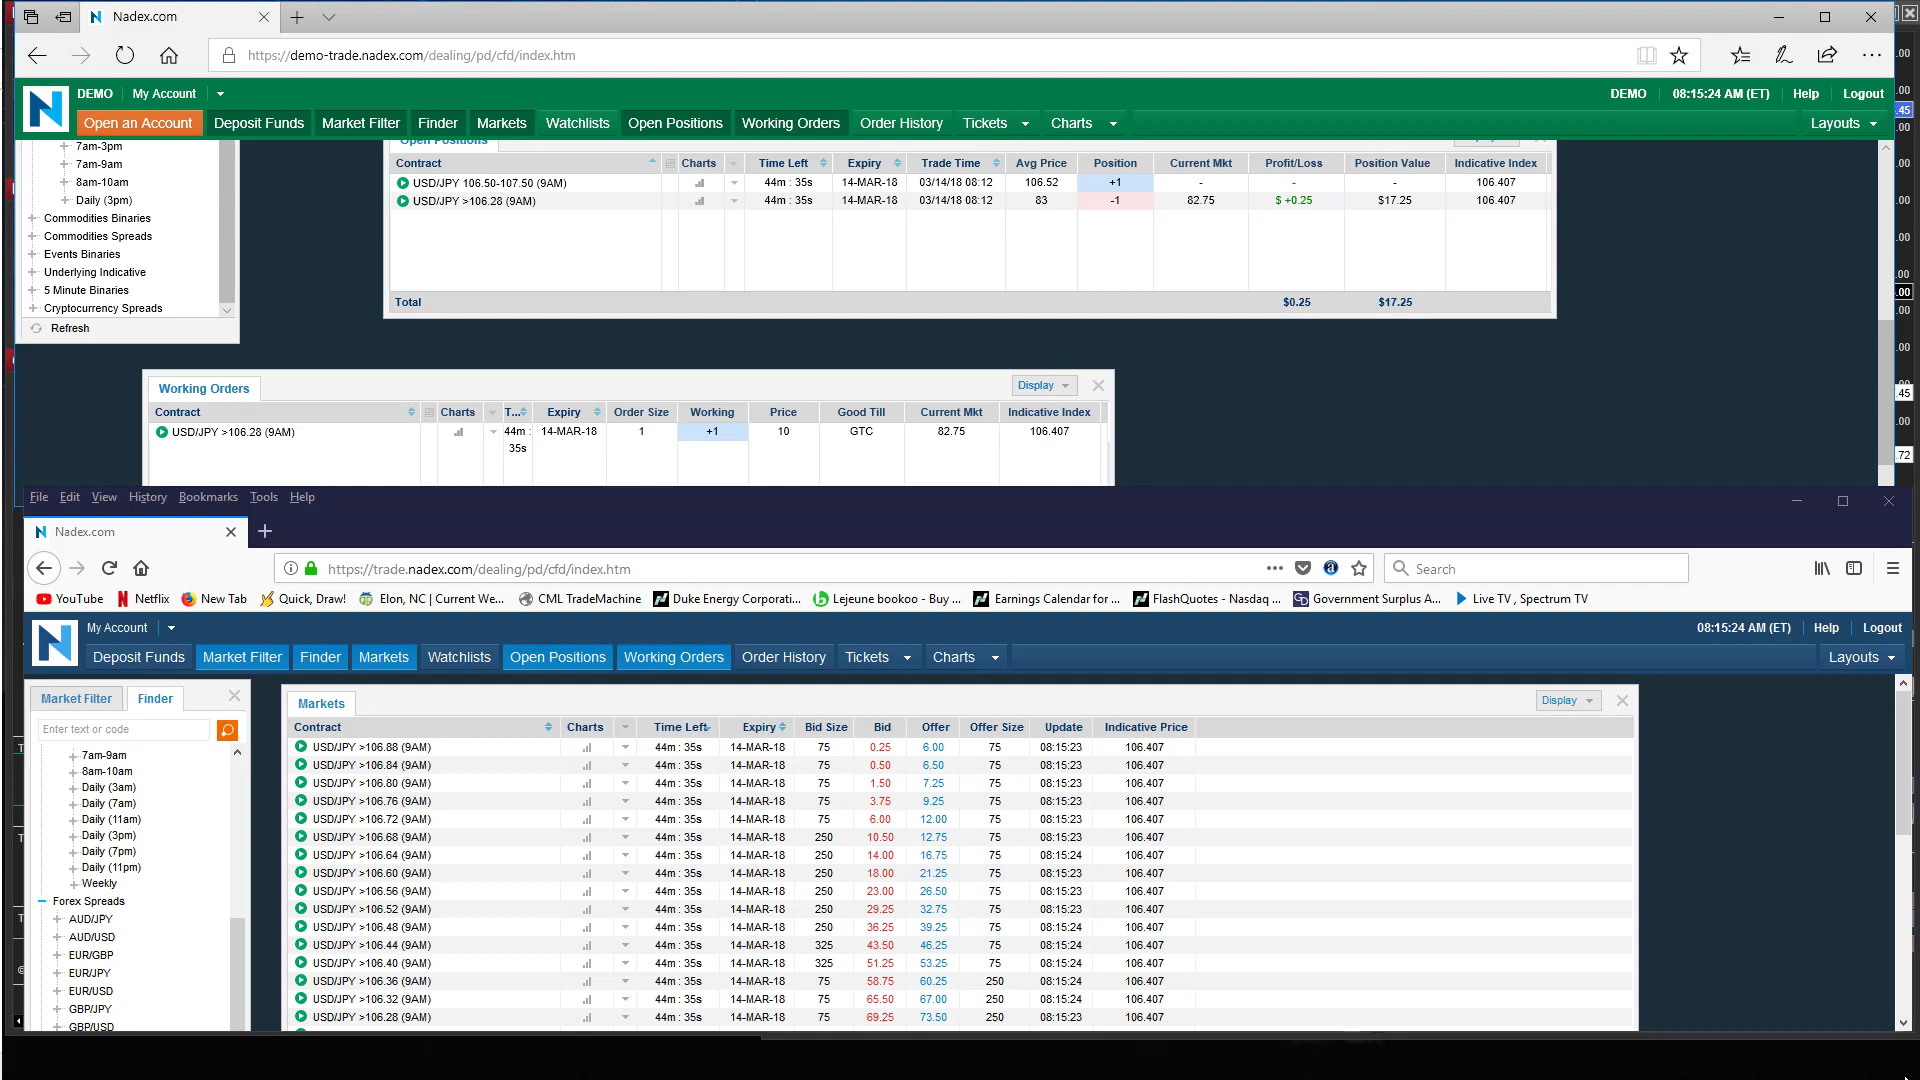 Nadex.com
https://demo-trade.nadex.com/dealing/pd/cfd/index.htm
DEMO My Account DEMO 08:15:24 AM (ET) Help Logout
Open an Account Deposit Funds Market Filter Finder Markets Watchlists Open Positions Working Orders Order History Tickets Charts Layouts
7am-3pm
7am-9am
8am-10am
Daily (3pm)
Commodities Binaries
Commodities Spreads
Events Binaries
Underlying Indicative
5 Minute Binaries
Cryptocurrency Spreads
Refresh
Open Positions
Contract Charts Time Left Expiry Trade Time Avg Price Position Current Mkt Profit/Loss Position Value Indicative Index
USD/JPY 106.50-107.50 (9AM) 44m : 35s 14-MAR-18 03/14/18 08:12 106.52 +1 - - - 106.407
USD/JPY >106.28 (9AM) 44m : 35s 14-MAR-18 03/14/18 08:12 83 -1 82.75 $ +0.25 $17.25 106.407
Total $0.25 $17.25
Working Orders Display
Contract Charts T... Expiry Order Size Working Price Good Till Current Mkt Indicative Index
USD/JPY >106.28 (9AM) 44m : 35s 14-MAR-18 1 +1 10 GTC 82.75 106.407
File Edit View History Bookmarks Tools Help
Nadex.com
https://trade.nadex.com/dealing/pd/cfd/index.htm Search
YouTube Netflix New Tab Quick, Draw! Elon, NC | Current We... CML TradeMachine Duke Energy Corporati... Lejeune bookoo - Buy ... Earnings Calendar for ... FlashQuotes - Nasdaq ... Government Surplus A... Live TV , Spectrum TV
My Account 08:15:24 AM (ET) Help Logout
Deposit Funds Market Filter Finder Markets Watchlists Open Positions Working Orders Order History Tickets Charts Layouts
Market Filter Finder
Enter text or code
7am-9am
8am-10am
Daily (3am)
Daily (7am)
Daily (11am)
Daily (3pm)
Daily (7pm)
Daily (11pm)
Weekly
Forex Spreads
AUD/JPY
AUD/USD
EUR/GBP
EUR/JPY
EUR/USD
GBP/JPY
GBP/USD
Markets Display
Contract Charts Time Left Expiry Bid Size Bid Offer Offer Size Update Indicative Price
USD/JPY >106.88 (9AM) 44m : 35s 14-MAR-18 75 0.25 6.00 75 08:15:23 106.407
USD/JPY >106.84 (9AM) 44m : 35s 14-MAR-18 75 0.50 6.50 75 08:15:23 106.407
USD/JPY >106.80 (9AM) 44m : 35s 14-MAR-18 75 1.50 7.25 75 08:15:23 106.407
USD/JPY >106.76 (9AM) 44m : 35s 14-MAR-18 75 3.75 9.25 75 08:15:23 106.407
USD/JPY >106.72 (9AM) 44m : 35s 14-MAR-18 75 6.00 12.00 75 08:15:23 106.407
USD/JPY >106.68 (9AM) 44m : 35s 14-MAR-18 250 10.50 12.75 75 08:15:23 106.407
USD/JPY >106.64 (9AM) 44m : 35s 14-MAR-18 250 14.00 16.75 75 08:15:24 106.407
USD/JPY >106.60 (9AM) 44m : 35s 14-MAR-18 250 18.00 21.25 75 08:15:23 106.407
USD/JPY >106.56 (9AM) 44m : 35s 14-MAR-18 250 23.00 26.50 75 08:15:23 106.407
USD/JPY >106.52 (9AM) 44m : 35s 14-MAR-18 250 29.25 32.75 75 08:15:23 106.407
USD/JPY >106.48 (9AM) 44m : 35s 14-MAR-18 250 36.25 39.25 75 08:15:24 106.407
USD/JPY >106.44 (9AM) 44m : 35s 14-MAR-18 325 43.50 46.25 75 08:15:24 106.407
USD/JPY >106.40 (9AM) 44m : 35s 14-MAR-18 325 51.25 53.25 75 08:15:24 106.407
USD/JPY >106.36 (9AM) 44m : 35s 14-MAR-18 75 58.75 60.25 250 08:15:24 106.407
USD/JPY >106.32 (9AM) 44m : 35s 14-MAR-18 75 65.50 67.00 250 08:15:24 106.407
USD/JPY >106.28 (9AM) 44m : 35s 14-MAR-18 75 69.25 73.50 250 08:15:24 106.407